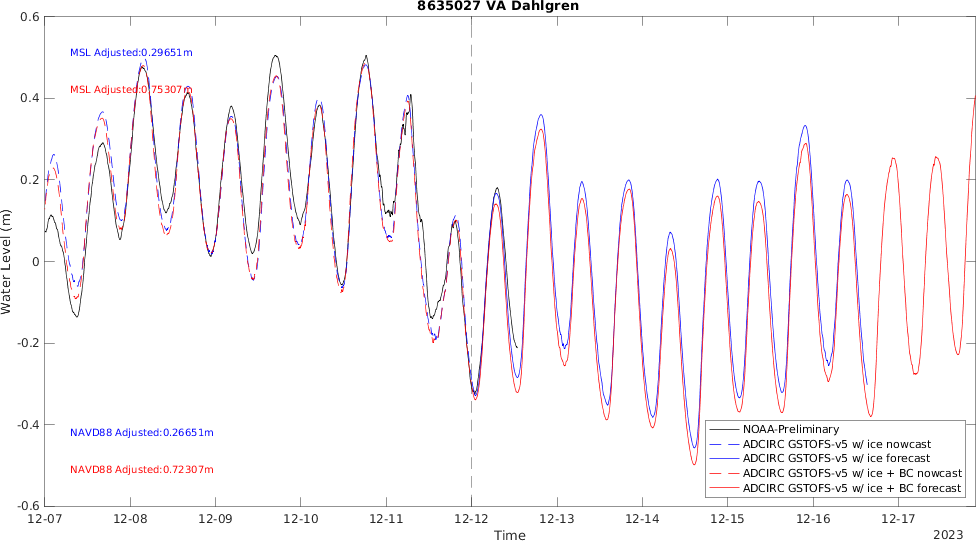 8635027 VA Dahlgren
0.6
MSL Adjusted:0.29651m
MSL Adjusted:0.75307m
0.4
0.2
0
-0.2
-0.4
-0.6
Water Level (m)
NAVD88 Adjusted:0.26651m
NAVD88 Adjusted:0.72307m
NOAA-Preliminary
ADCIRC GSTOFS-v5 w/ ice nowcast
ADCIRC GSTOFS-v5 w/ ice forecast
ADCIRC GSTOFS-v5 w/ ice + BC nowcast
ADCIRC GSTOFS-v5 w/ ice + BC forecast
12-07 12-08 12-09 12-10 12-11 12-12 12-13 12-14 12-15 12-16 12-17
Time
2023